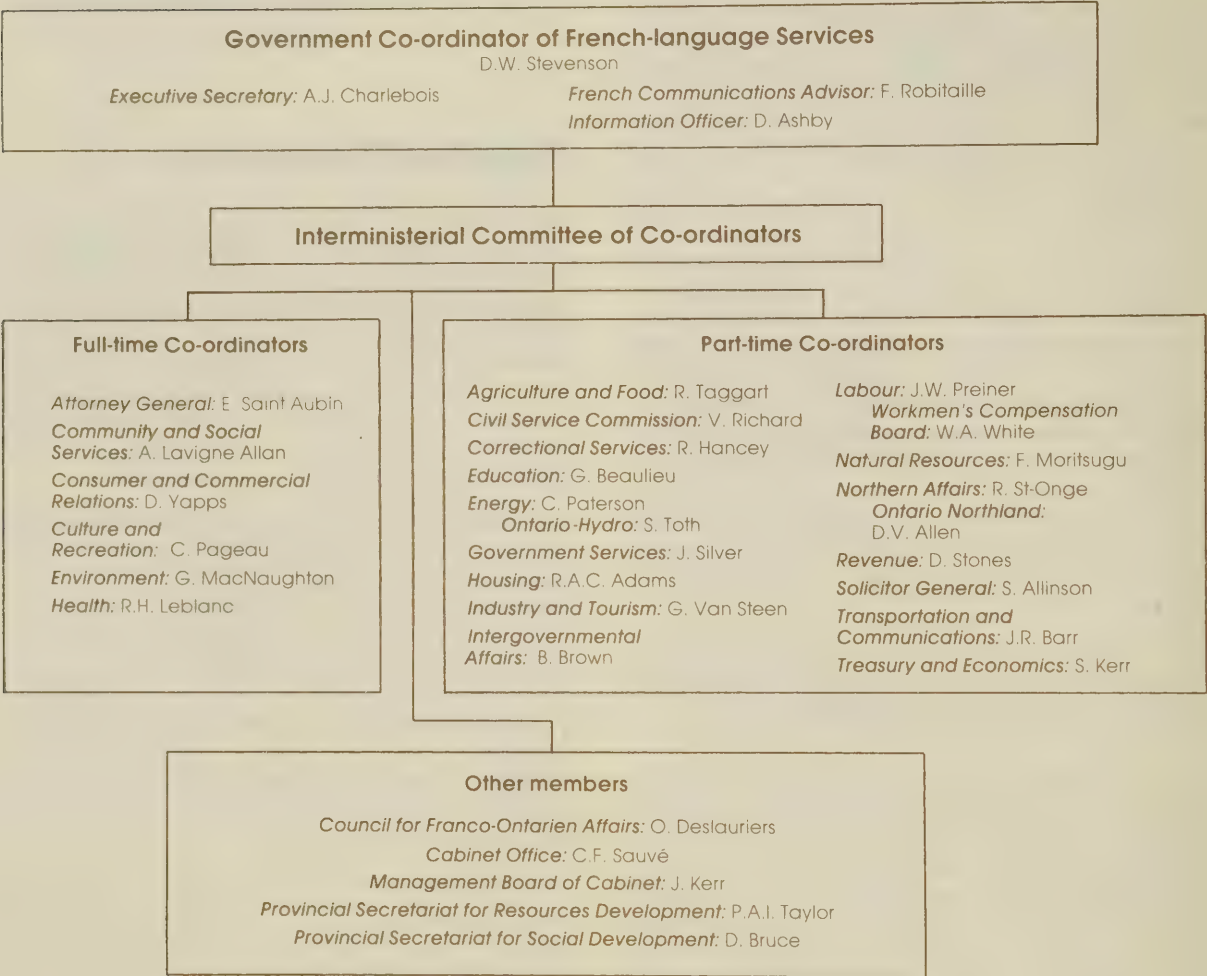 Government Co-ordinator of French-language Services
D.W. Stevenson
Executive Secretary: A.J. Charlebois
French Communications Advisor: F. Robitaille
Information Officer: D. Ashby
Interministerial Committee of Co-ordinators
Full-time Co-ordinators
Attorney General: E Saint Aubin
Community and Social
Services: A. Lavigne Allan
Consumer and Commercial
Relations: D. Yapps
Culture and
Recreation: C. Pageau
Environment: G. MacNaughton
Health: R.H. Leblanc
Part-time Co-ordinators
Agriculture and Food: R. Taggart
Civil Service Commission: V. Richard
Correctional Services: R. Hancey
Education: G. Beaulieu
Energy: C. Paterson
Ontario-Hydro: S. Toth
Government Services: J. Silver
Housing: R.A.C. Adams
Industry and Tourism: G. Van Steen
Intergovernmental
Affairs: B. Brown
Labour: J.W. Preiner
Workmen's Compensation
Board: W.A. White
Natural Resources: F. Moritsugu
Northern Affairs: R. St-Onge
Ontario Northland:
D.V. Allen
Revenue: D. Stones
Solicitor General: S. Allinson
Transportation and
Communications: J.R. Barr
Treasury and Economics: S. Kerr
Other members
Council for Franco-Ontarien Affairs: O. Deslauriers
Cabinet Office: C.F. Sauvé
Management Board of Cabinet: J. Kerr
Provincial Secretariat for Resources Development: P.A.I. Taylor
Provincial Secretariat for Social Development: D. Bruce